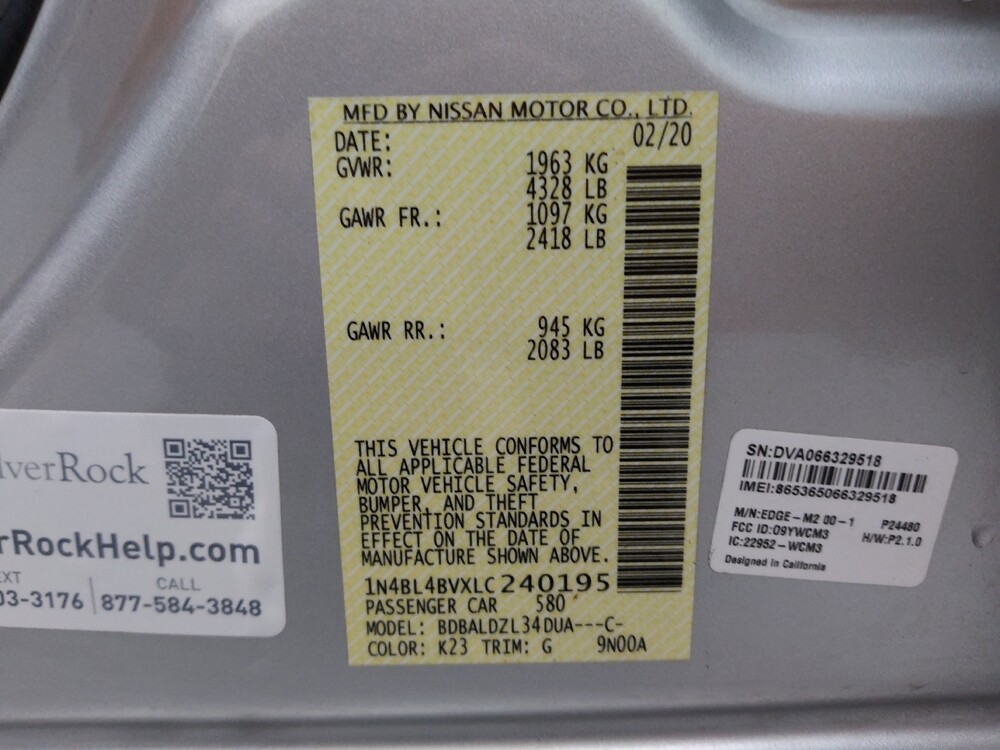 MFD BY NISSAN MOTOR CO., LTD.
DATE: 02/20
GVWR: 1963 KG
4328 LB
GAWR FR.: 1097 KG
2418 LB
GAWR RR.: 945 KG
2083 LB
THIS VEHICLE CONFORMS TO
ALL APPLICABLE FEDERAL
MOTOR VEHICLE SAFETY,
BUMPER, AND THEFT
PREVENTION STANDARDS IN
EFFECT ON THE DATE OF
MANUFACTURE SHOWN ABOVE.
1N4BL4BVXLC240195
PASSENGER CAR 580
MODEL: BDBALDZL34DUA---C-
COLOR: K23 TRIM: G 9N00A
lverRock
rRockHelp.com
EXT CALL
03-3176 877-584-3848
SN:DVA066329518
IMEI:865365066329518
M/N:EDGE-M2 00-1 P24480
FCC ID:09YWCM3 H/W:P2.1.0
IC:22952-WCM3
Designed in California